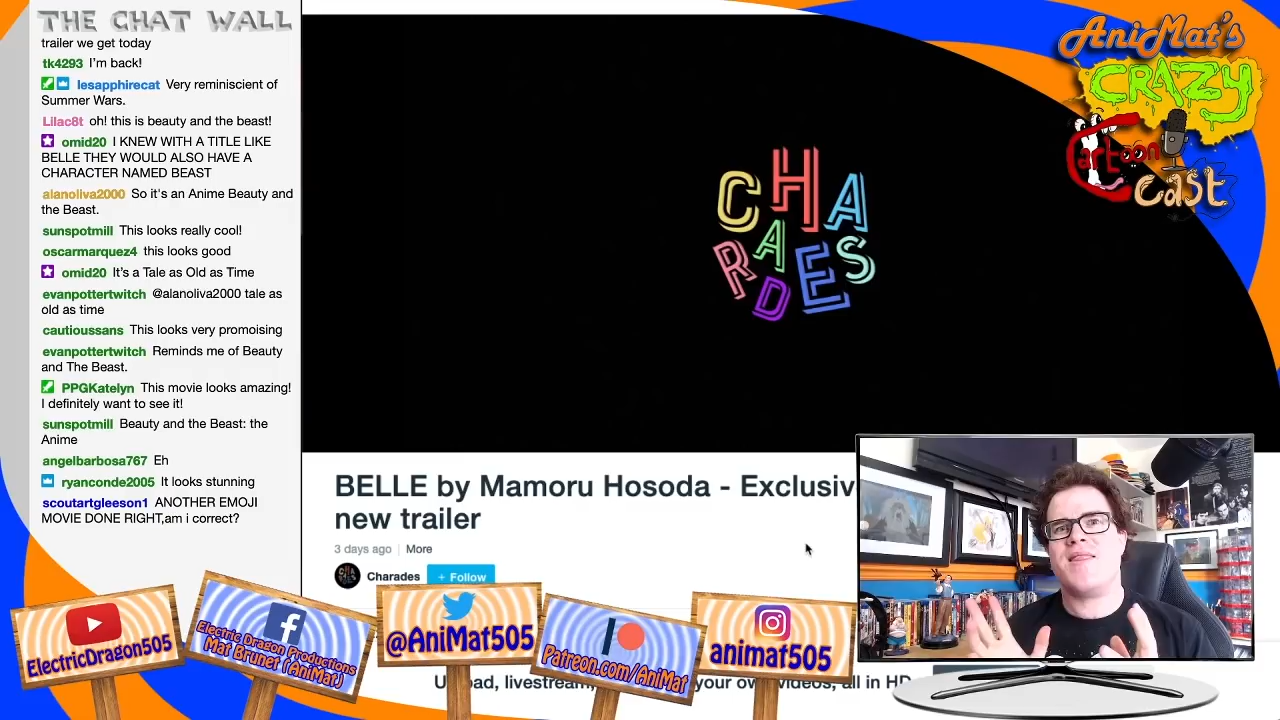 THE CHAT WALL
trailer we get today
tk4293 I'm back!
lesapphirecat Very reminiscient of
Summer Wars.
Lilac8t oh! this is beauty and the beast!
omid20 I KNEW WITH A TITLE LIKE
BELLE THEY WOULD ALSO HAVE A
CHARACTER NAMED BEAST
alanoliva2000 So it's an Anime Beauty and
the Beast.
sunspotmill This looks really cool!
oscarmarquez4 this looks good
omid20 It's a Tale as Old as Time
evanpottertwitch @alanoliva2000 tale as
old as time
cautioussans This looks very promoising
evanpottertwitch Reminds me of Beauty
and The Beast.
PPGKatelyn This movie looks amazing!
I definitely want to see it!
sunspotmill Beauty and the Beast: the
Anime
angelbarbosa767 Eh
ryanconde2005 It looks stunning
scoutartgleeson1 ANOTHER EMOJI
MOVIE DONE RIGHT,am i correct?
CHA
RADES
AniMat's
CRAZY
Cartoon
Cast
BELLE by Mamoru Hosoda - Exclusiv
new trailer
3 days ago More
Charades + Follow
your own videos, all in HD
ElectricDragon505
Electric Dragon Productions
Mat Brunet (AniMat)
@AniMat505
Patreon.com/AniMat
animat505